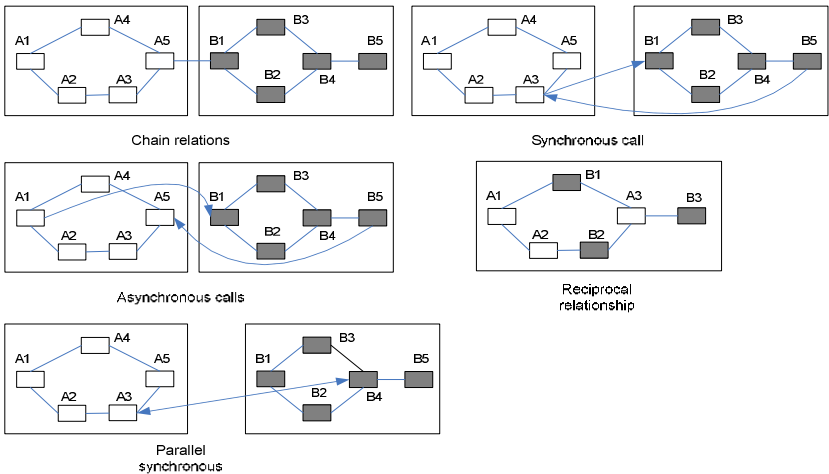 A4
A1
A5
A2
A3
B3
B1
B5
B2
B4
Chain relations
A4
A1
A5
A2
A3
B3
B1
B5
B2
B4
Synchronous call
A4
A1
A5
A2
A3
B3
B1
B5
B2
B4
Asynchronous calls
B1
A1
A3
B3
A2
B2
Reciprocal
relationship
A4
A1
A5
A2
A3
B3
B1
B5
B2
B4
Parallel
synchronous